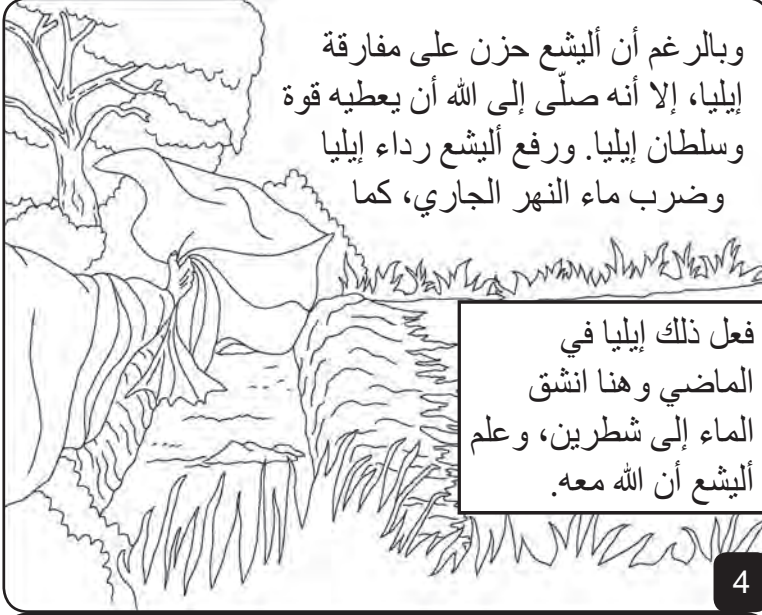 وبالرغم أن أليشع حزن على مفارقة
إيليا، إلا أنه صلّى إلى الله أن يعطيه قوة
وسلطان إيليا. ورفع أليشع رداء إيليا
وضرب ماء النهر الجاري، كما
فعل ذلك إيليا في
الماضي وهنا انشق
الماء إلى شطرين، وعلم
أليشع أن الله معه.
4